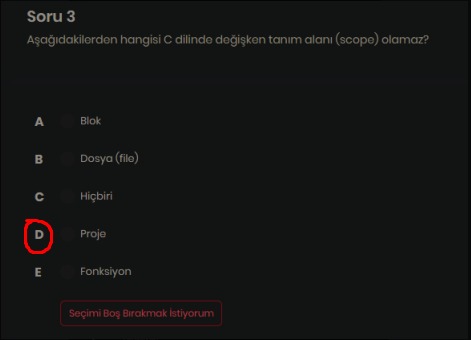 Soru 3
Aşağıdakilerden hangisi C dilinde değişken tanım alanı (scope) olamaz?
A Blok
B Dosya (file)
C Hiçbiri
D Proje
E Fonksiyon
Seçimi Boş Bırakmak İstiyorum